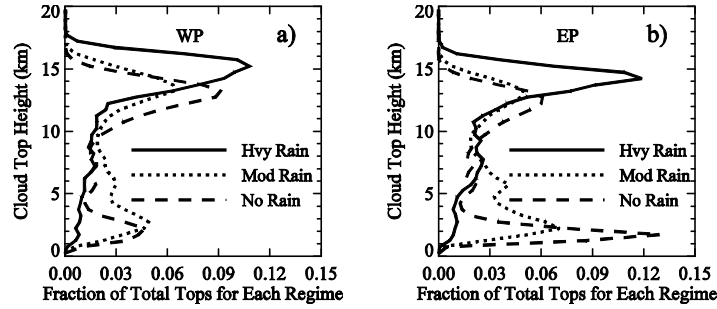 20
WP
a)
15
10
5
0
Hvy Rain
Mod Rain
No Rain
Cloud Top Height (km)
0.00 0.03 0.06 0.09 0.12 0.15
Fraction of Total Tops for Each Regime
20
EP
b)
15
10
5
0
Hvy Rain
Mod Rain
No Rain
Cloud Top Height (km)
0.00 0.03 0.06 0.09 0.12 0.15
Fraction of Total Tops for Each Regime